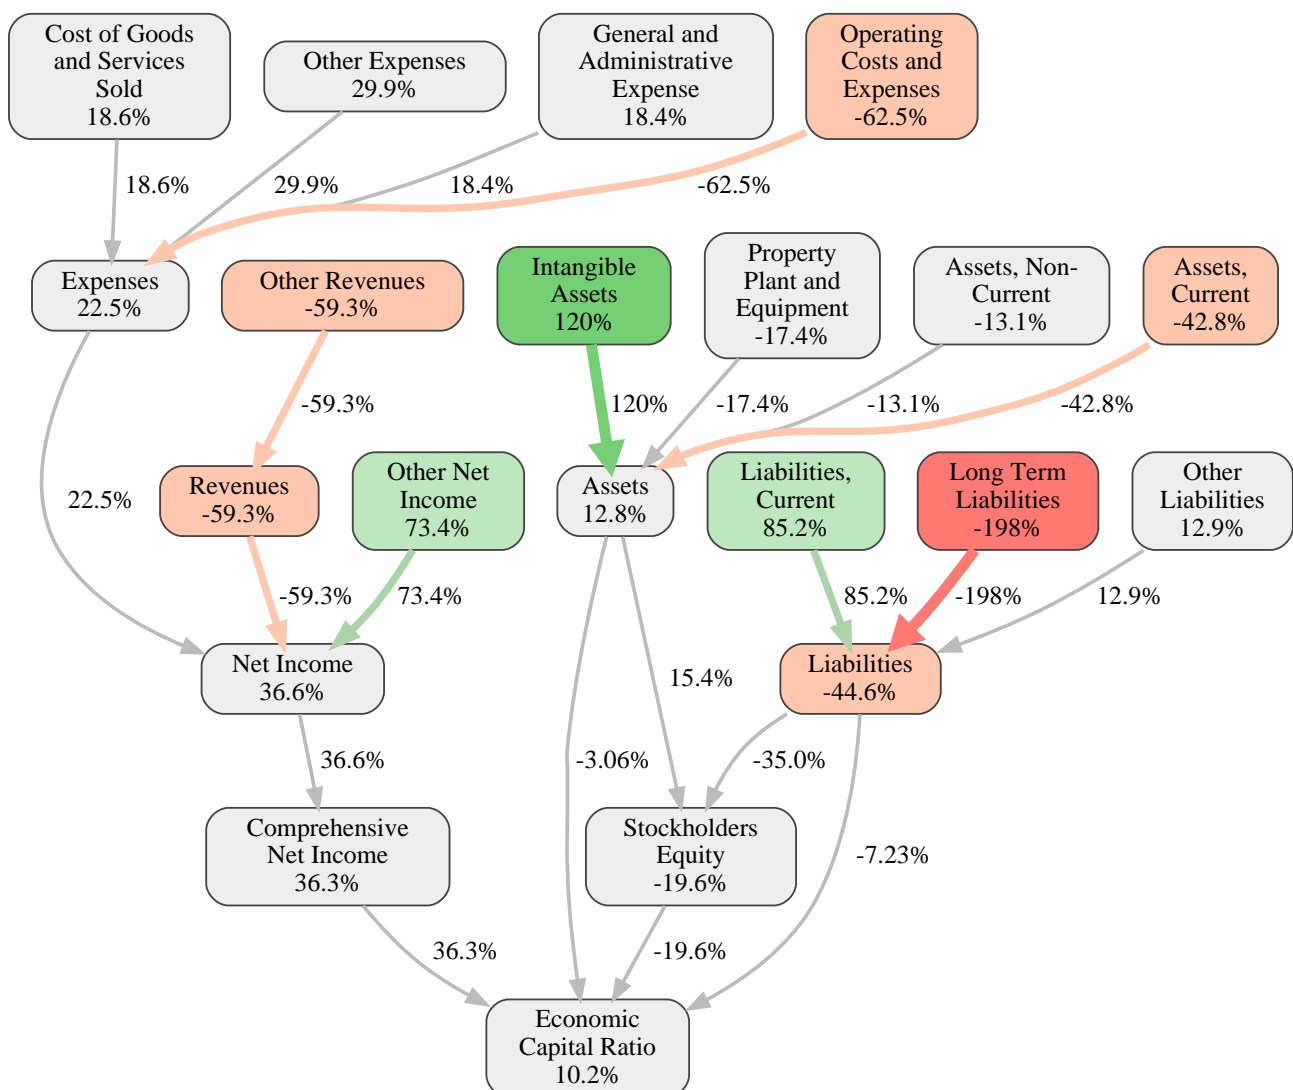 Cost of Goods
and Services
Sold
18.6%
Other Expenses
29.9%
General and
Administrative
Expense
18.4%
Operating
Costs and
Expenses
-62.5%
18.6%
29.9%
18.4%
-62.5%
Expenses
22.5%
Other Revenues
-59.3%
Intangible
Assets
120%
Property
Plant and
Equipment
-17.4%
Assets, Non-
Current
-13.1%
Assets,
Current
-42.8%
-59.3%
120%
-17.4%
-13.1%
-42.8%
22.5%
Revenues
-59.3%
Other Net
Income
73.4%
Assets
12.8%
Liabilities,
Current
85.2%
Long Term
Liabilities
-198%
Other
Liabilities
12.9%
-59.3%
73.4%
85.2%
-198%
12.9%
Net Income
36.6%
15.4%
Liabilities
-44.6%
36.6%
-3.06%
-35.0%
Comprehensive
Net Income
36.3%
Stockholders
Equity
-19.6%
-7.23%
36.3%
-19.6%
Economic
Capital Ratio
10.2%